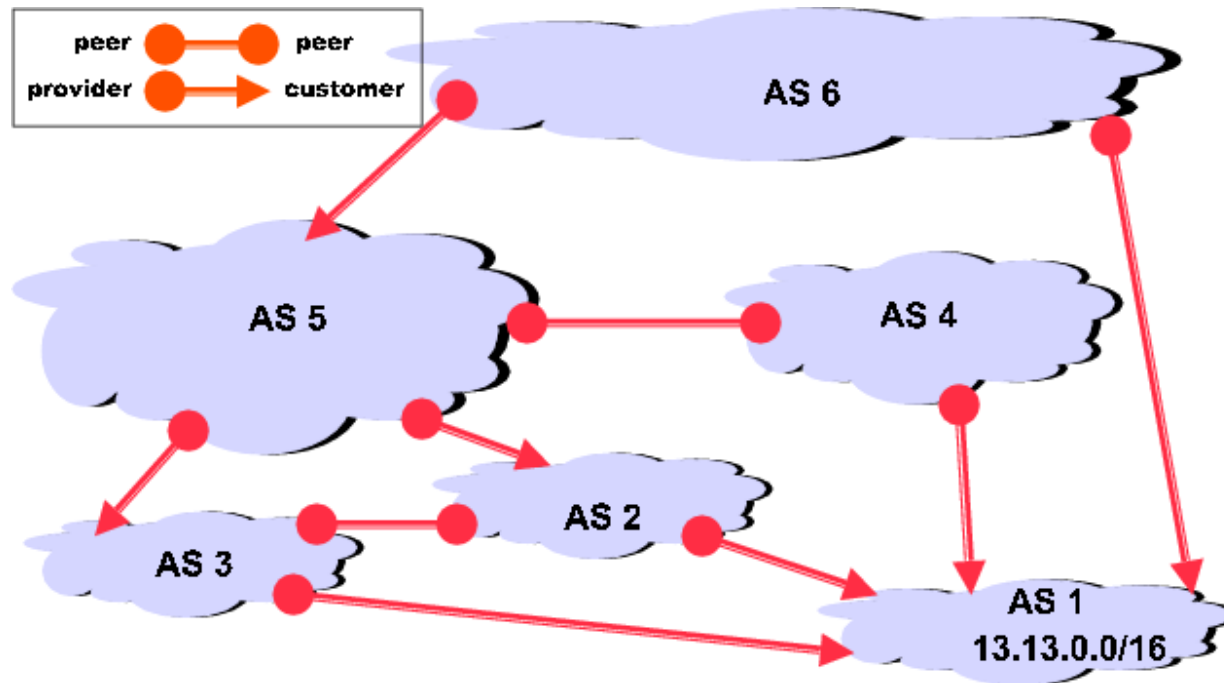 peer peer
provider customer
AS 6
AS 5
AS 4
AS 2
AS 3
AS 1
13.13.0.0/16